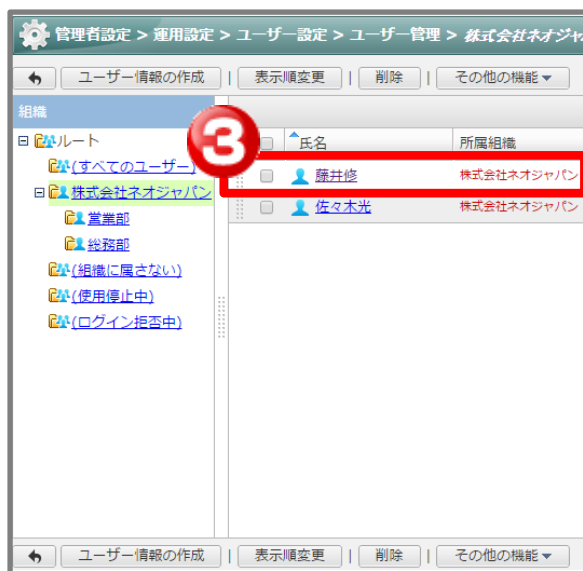 管理者設定 > 運用設定 > ユーザー設定 > ユーザー管理 > 株式会社ネオジャパ
ユーザー情報の作成 | 表示順変更 | 削除 | その他の機能▼
組織
ルート
(すべてのユーザー)
株式会社ネオジャパン
営業部
総務部
(組織に属さない)
(使用停止中)
(ログイン拒否中)
3
氏名 所属組織
藤井修 株式会社ネオジャパン
佐々木光 株式会社ネオジャパン
ユーザー情報の作成 | 表示順変更 | 削除 | その他の機能▼